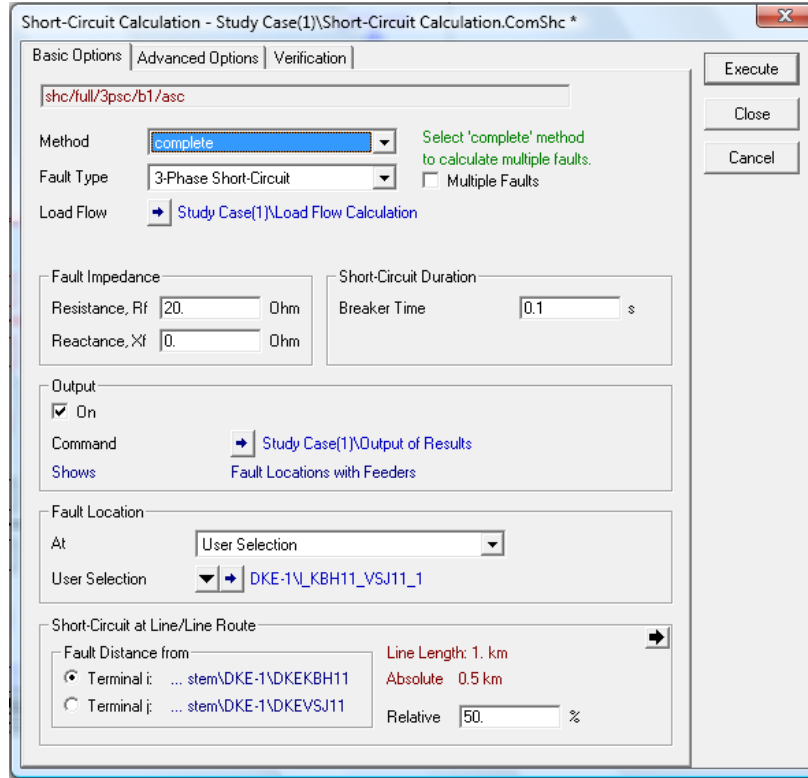 Short-Circuit Calculation - Study Case(1)\Short-Circuit Calculation.ComShc *
Basic Options Advanced Options Verification
Execute
Close
Cancel
shc/full/3psc/b1/asc
Method complete
Select 'complete' method
to calculate multiple faults.
Fault Type 3-Phase Short-Circuit Multiple Faults
Load Flow Study Case(1)\Load Flow Calculation
Fault Impedance
Resistance, Rf 20. Ohm
Reactance, Xf 0. Ohm
Short-Circuit Duration
Breaker Time 0.1 s
Output
On
Command Study Case(1)\Output of Results
Shows Fault Locations with Feeders
Fault Location
At User Selection
User Selection DKE-1\l_KBH11_VSJ11_1
Short-Circuit at Line/Line Route
Fault Distance from
Terminal i: ... stem\DKE-1\DKEKBH11
Terminal j: ... stem\DKE-1\DKEVSJ11
Line Length: 1. km
Absolute 0.5 km
Relative 50. %